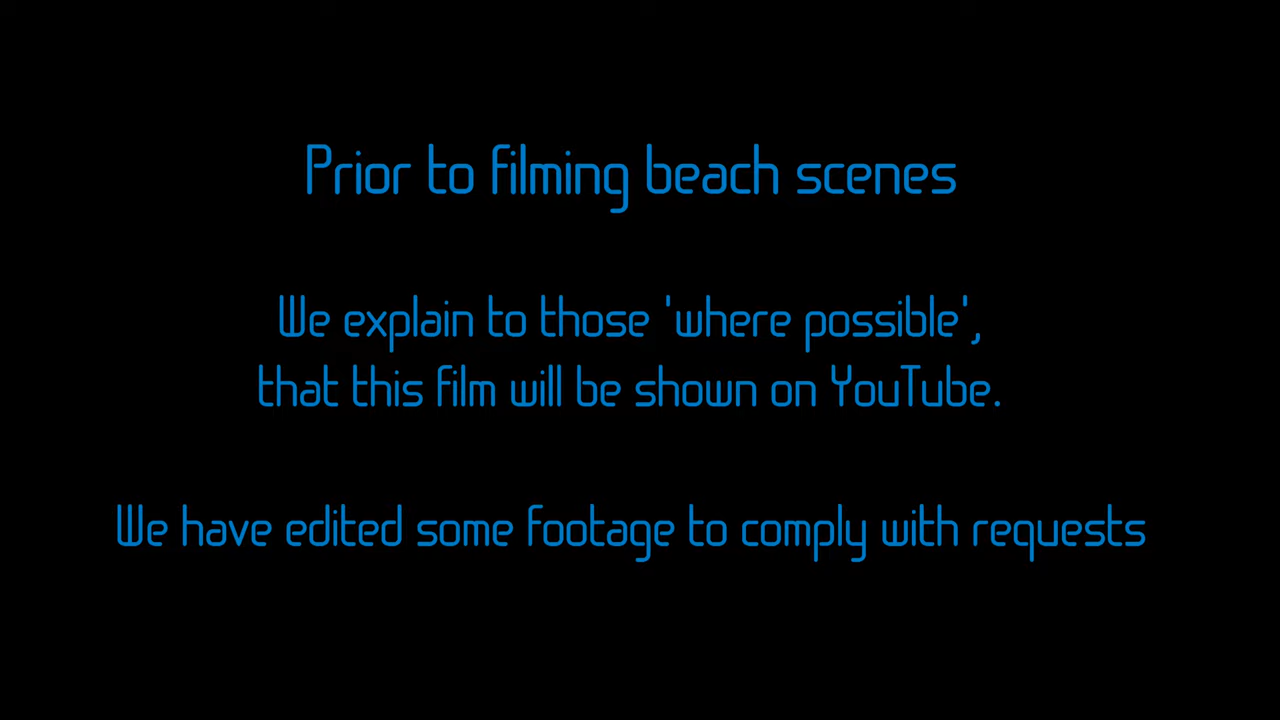 Prior to filming beach scenes
We explain to those 'where possible',
that this film will be shown on YouTube.
We have edited some footage to comply with requests